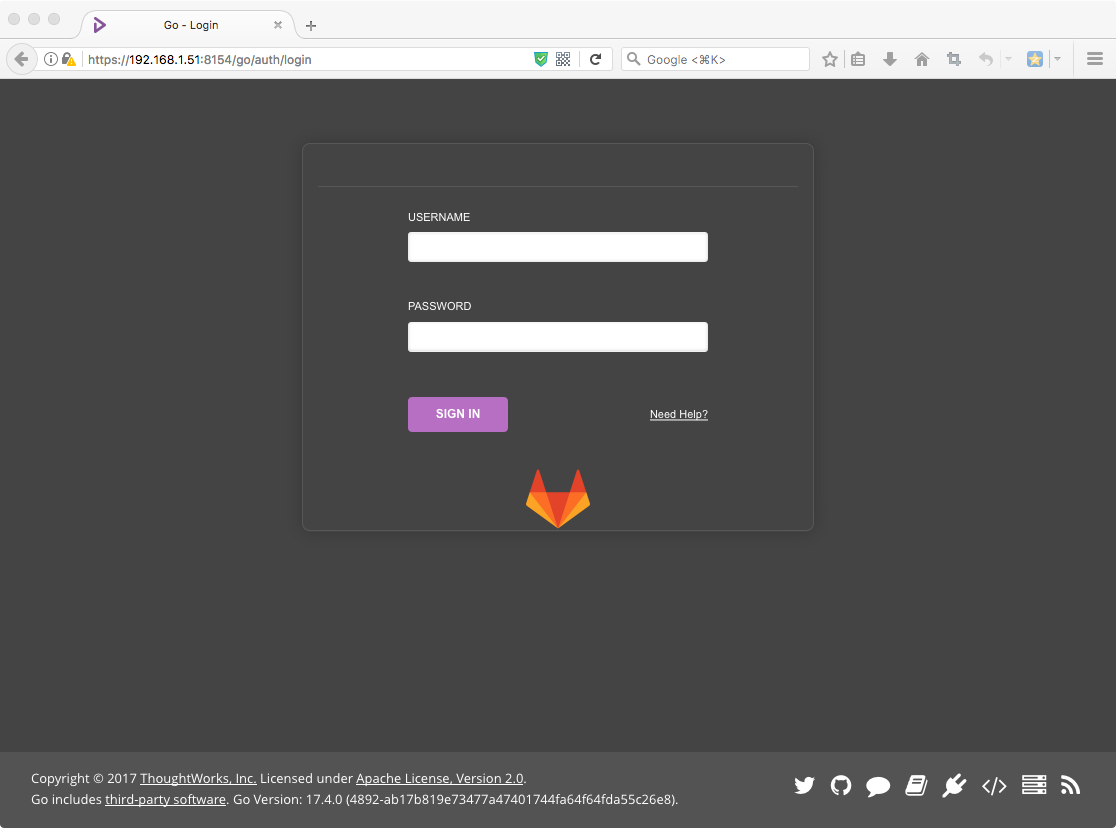 Go - Login
https://192.168.1.51:8154/go/auth/login
Google <⌘K>
USERNAME
PASSWORD
SIGN IN
Need Help?
Copyright © 2017 ThoughtWorks, Inc. Licensed under Apache License, Version 2.0.
Go includes third-party software. Go Version: 17.4.0 (4892-ab17b819e73477a47401744fa64f64fda55c26e8).